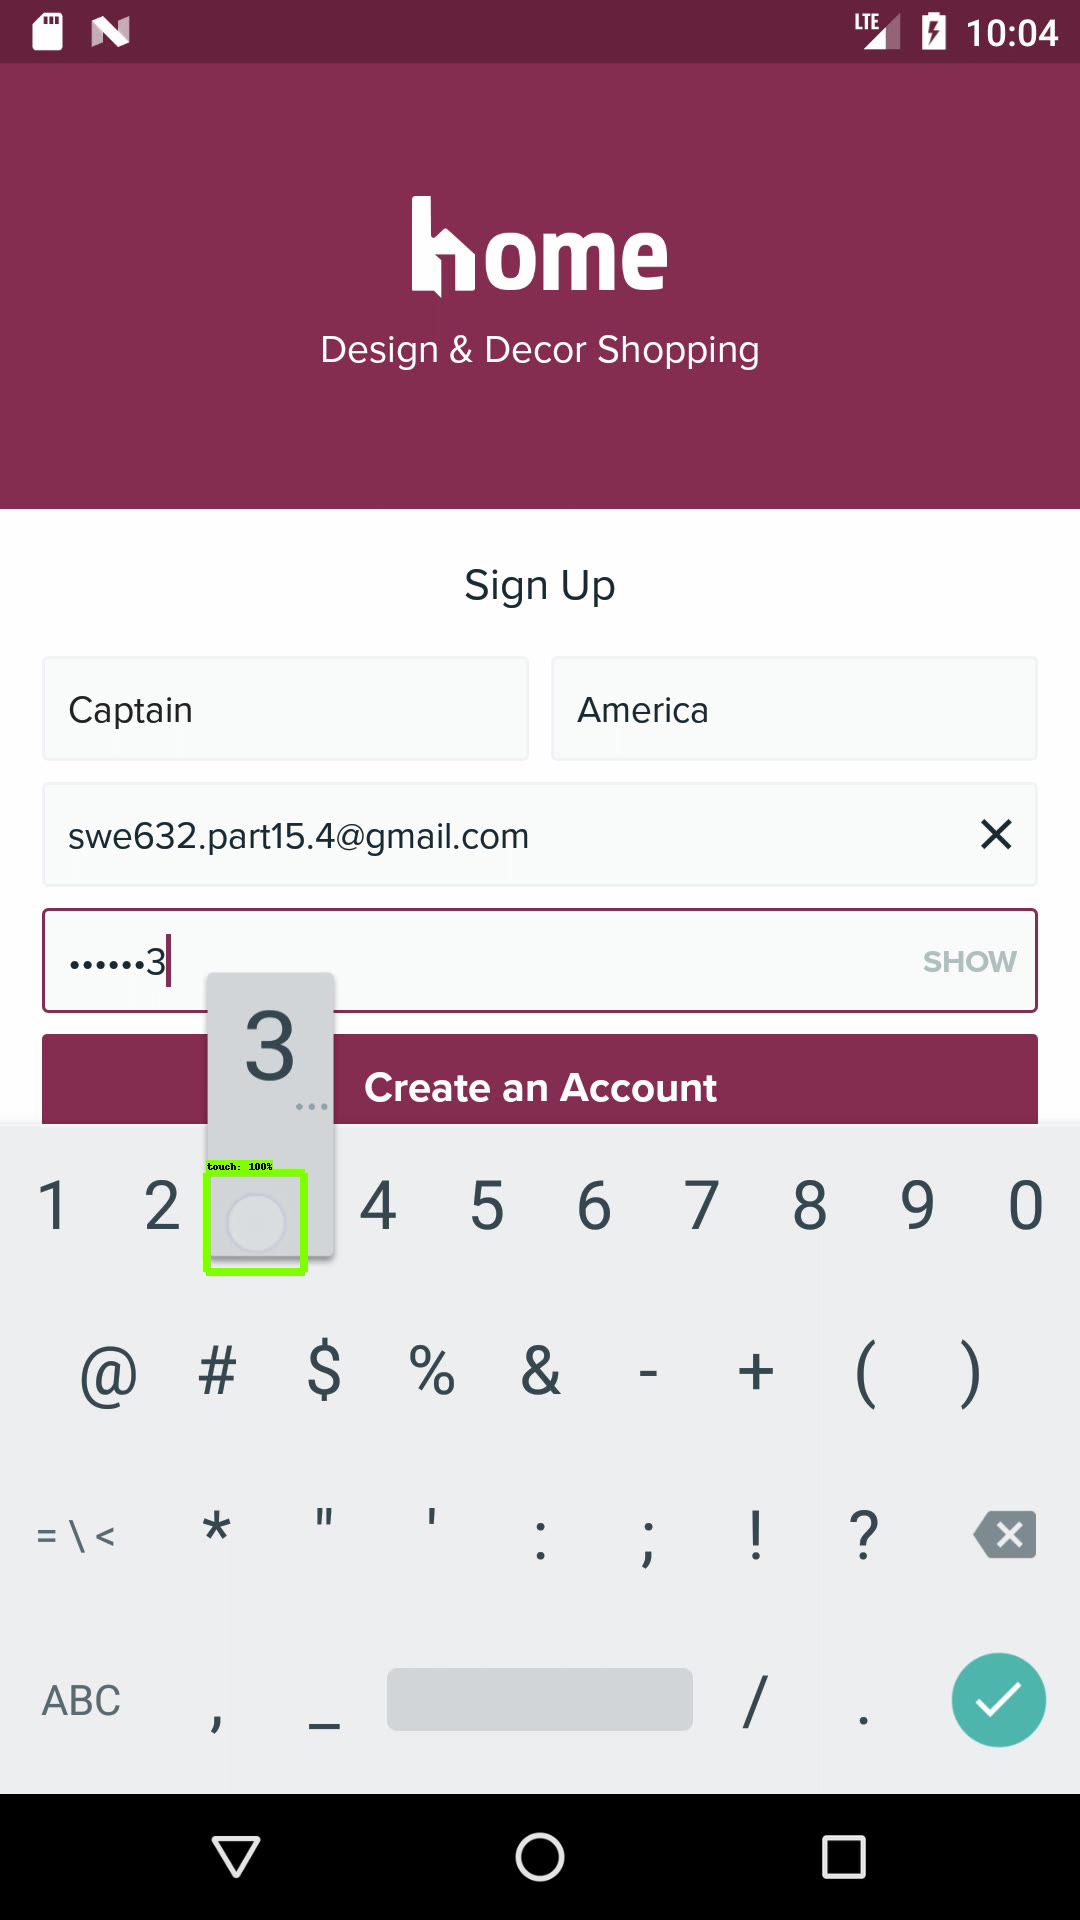 LTE 10:04
home
Design & Decor Shopping
Sign Up
Captain America
swe632.part15.4@gmail.com
••••••3 SHOW
3
...
Create an Account
touch: 100%
1 2 4 5 6 7 8 9 0
@ # $ % & - + ( )
= \ < * " ' : ; ! ?
ABC , _ / .